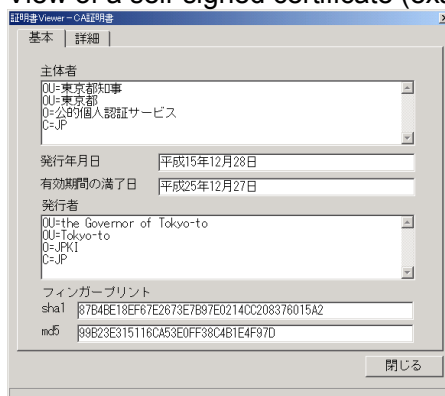 View of a self-signed certificate (exa
証明書Viewer－CA証明書
基本
詳細
主体者
OU=東京都知事
OU=東京都
O=公的個人認証サービス
C=JP
発行年月日
平成15年12月28日
有効期間の満了日
平成25年12月27日
発行者
OU=the Governor of Tokyo-to
OU=Tokyo-to
O=JPKI
C=JP
フィンガープリント
sha1 87B4BE18EF67E2673E7B97E0214CC208376015A2
md5 99B23E315116CA53E0FF38C4B1E4F97D
閉じる